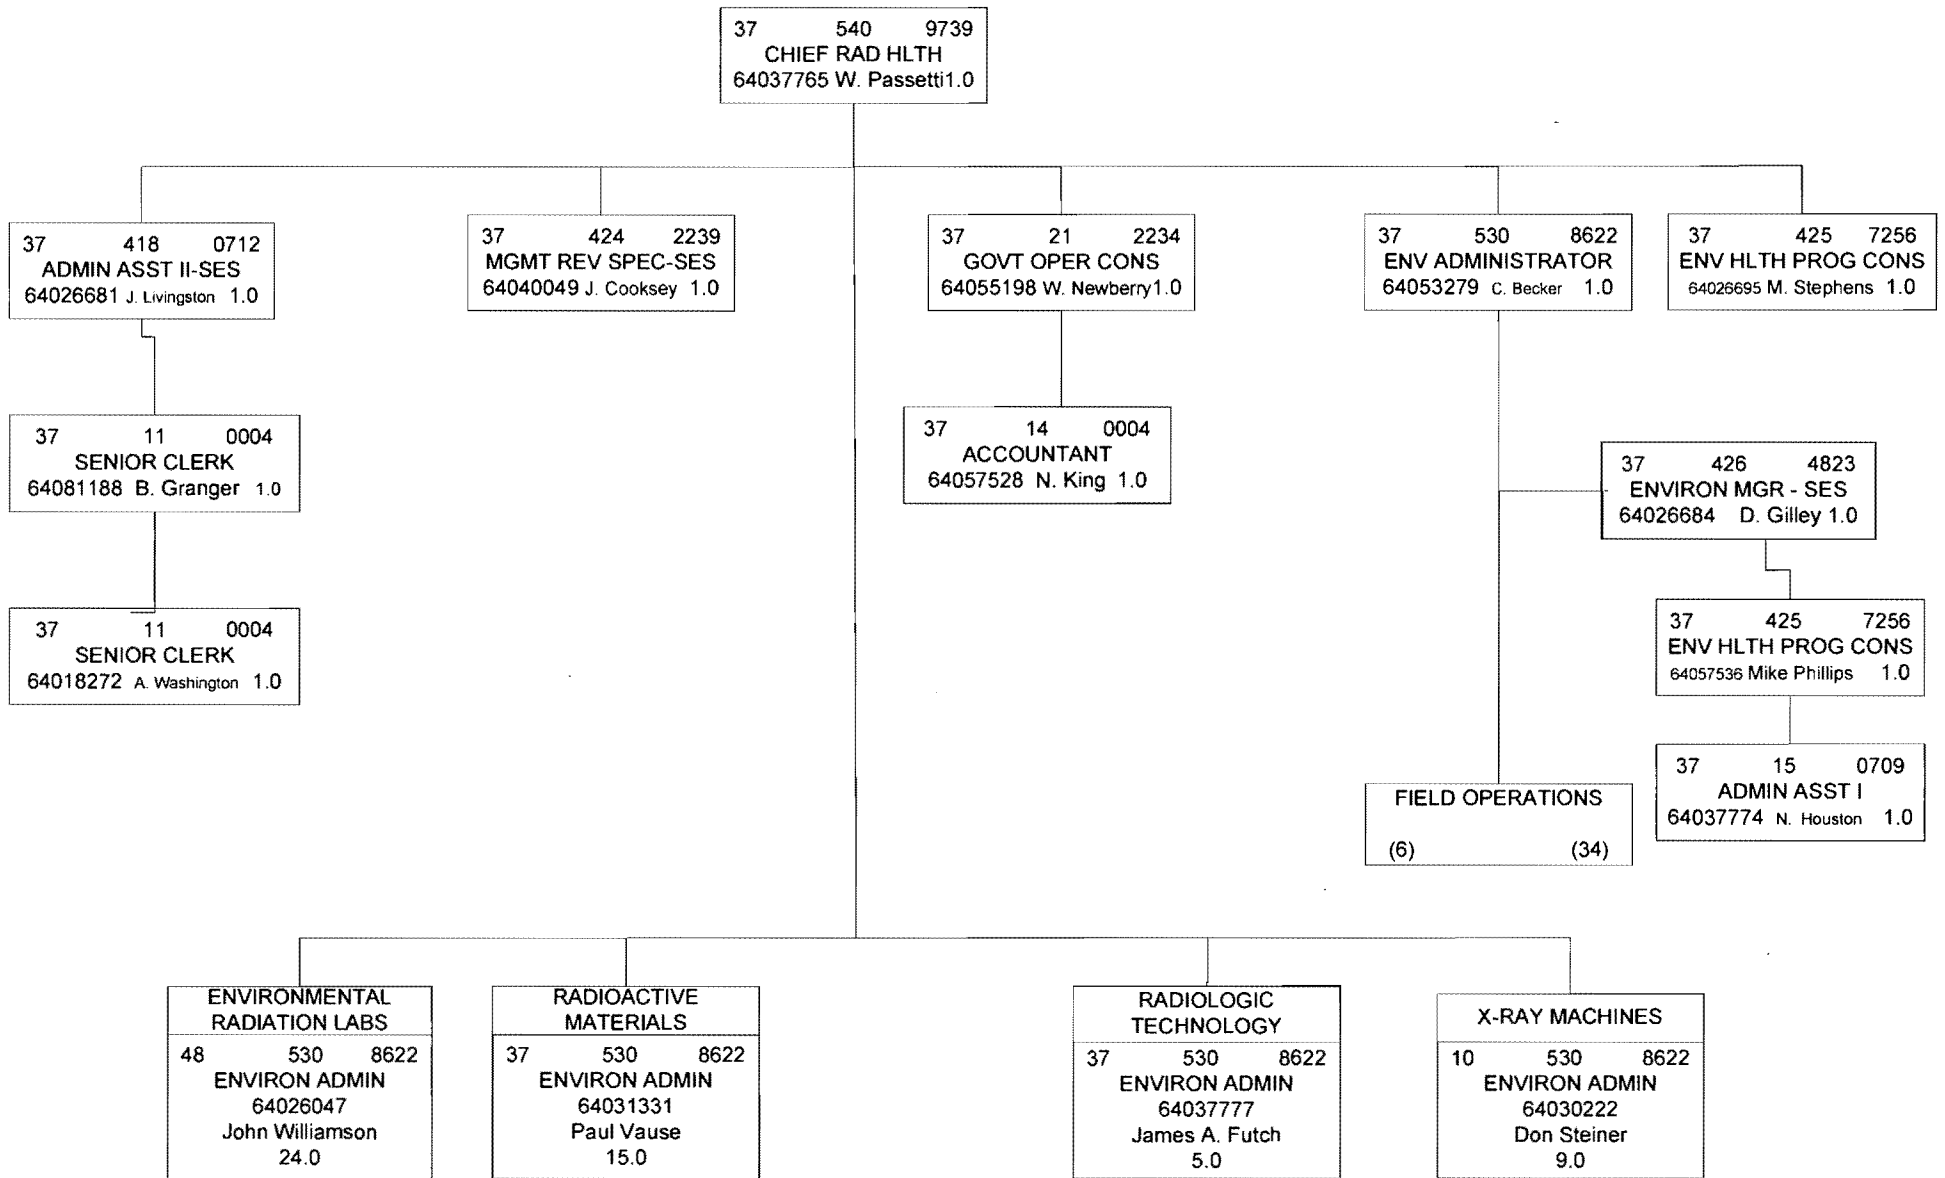 37 540 9739
CHIEF RAD HLTH
64037765 W. Passetti1.0
37 418 0712
ADMIN ASST II-SES
64026681 J. Livingston 1.0
37 424 2239
MGMT REV SPEC-SES
64040049 J. Cooksey 1.0
37 21 2234
GOVT OPER CONS
64055198 W. Newberry1.0
37 530 8622
ENV ADMINISTRATOR
64053279 C. Becker 1.0
37 425 7256
ENV HLTH PROG CONS
64026695 M. Stephens 1.0
37 11 0004
SENIOR CLERK
64081188 B. Granger 1.0
37 14 0004
ACCOUNTANT
64057528 N. King 1.0
37 426 4823
ENVIRON MGR - SES
64026684 D. Gilley 1.0
37 11 0004
SENIOR CLERK
64018272 A. Washington 1.0
37 425 7256
ENV HLTH PROG CONS
64057536 Mike Phillips 1.0
37 15 0709
ADMIN ASST I
64037774 N. Houston 1.0
FIELD OPERATIONS
(6) (34)
ENVIRONMENTAL
RADIATION LABS
48 530 8622
ENVIRON ADMIN
64026047
John Williamson
24.0
RADIOACTIVE
MATERIALS
37 530 8622
ENVIRON ADMIN
64031331
Paul Vause
15.0
RADIOLOGIC
TECHNOLOGY
37 530 8622
ENVIRON ADMIN
64037777
James A. Futch
5.0
X-RAY MACHINES
10 530 8622
ENVIRON ADMIN
64030222
Don Steiner
9.0